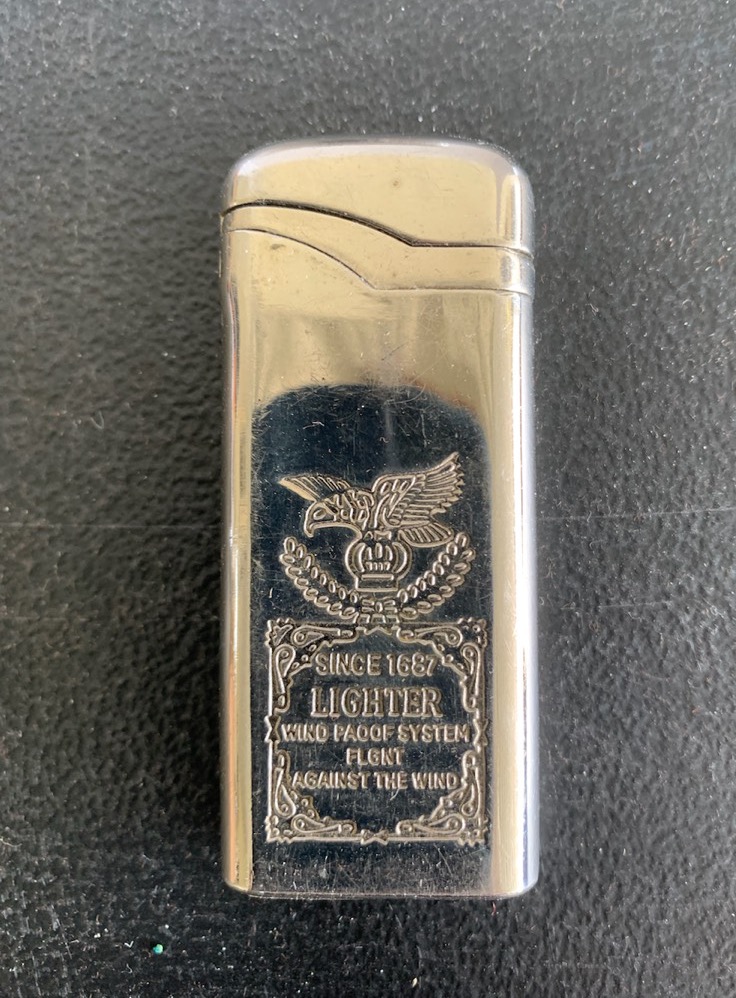 SINCE 1687
LIGHTER
WIND PAOOF SYSTEM
FLGNT
AGAINST THE WIND